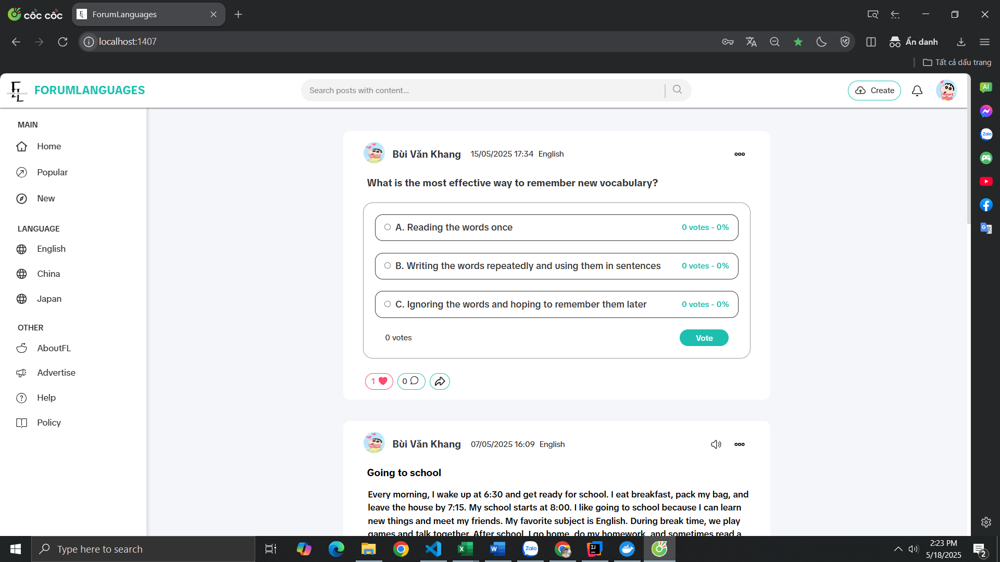 cốc cốc
ForumLanguages
localhost:1407
Ẩn danh
Tất cả dấu trang
FORUMLANGUAGES
Search posts with content...
Create
MAIN
Home
Popular
New
LANGUAGE
English
China
Japan
OTHER
AboutFL
Advertise
Help
Policy
Bùi Văn Khang 15/05/2025 17:34 English
What is the most effective way to remember new vocabulary?
A. Reading the words once 0 votes - 0%
B. Writing the words repeatedly and using them in sentences 0 votes - 0%
C. Ignoring the words and hoping to remember them later 0 votes - 0%
0 votes Vote
1 0
Bùi Văn Khang 07/05/2025 16:09 English
Going to school
Every morning, I wake up at 6:30 and get ready for school. I eat breakfast, pack my bag, and
leave the house by 7:15. My school starts at 8:00. I like going to school because I can learn
new things and meet my friends. My favorite subject is English. During break time, we play
games and talk together. After school, I go home, do my homework, and sometimes read a
AI
Zalo
Type here to search
Zalo
2:23 PM
5/18/2025
2